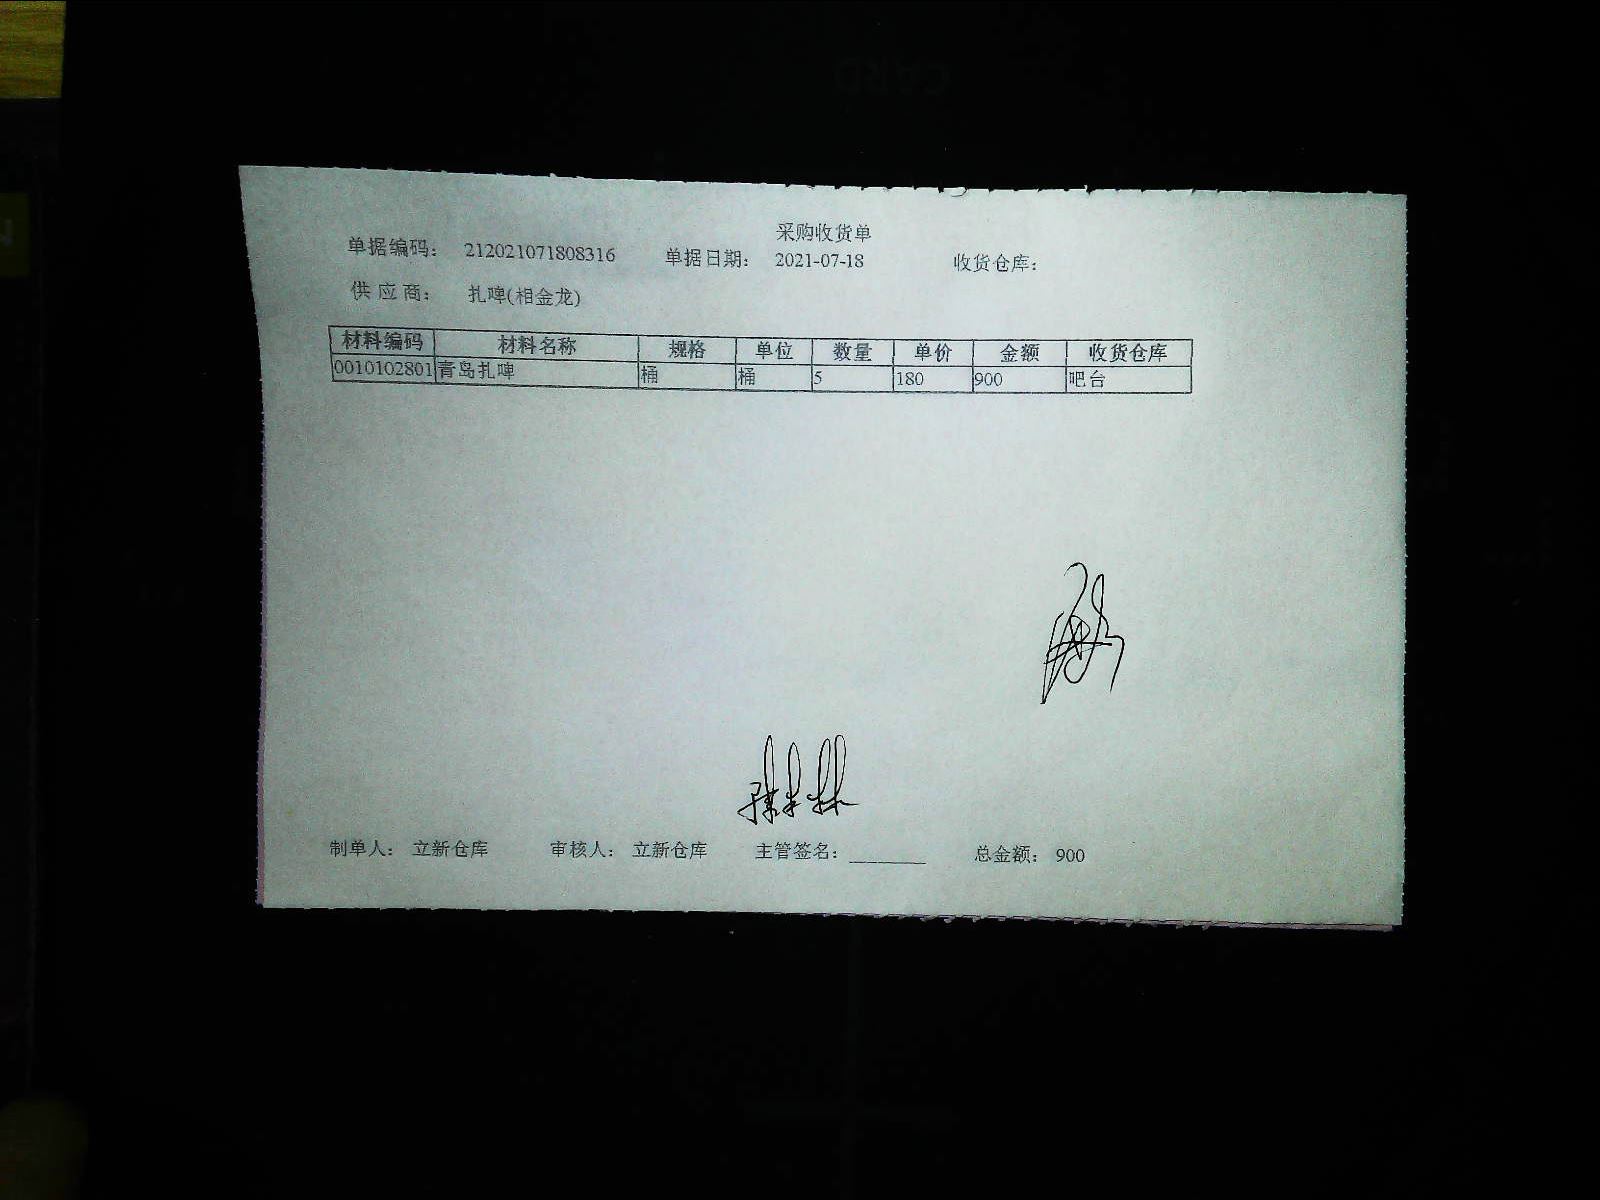 采购收货单
单据编码： 212021071808316 单据日期： 2021-07-18 收货仓库：
供 应 商： 扎啤(相金龙)
材料编码 材料名称 规格 单位 数量 单价 金额 收货仓库
0010102801 青岛扎啤 桶 桶 5 180 900 吧台
制单人： 立新仓库 审核人： 立新仓库 主管签名：________ 总金额： 900